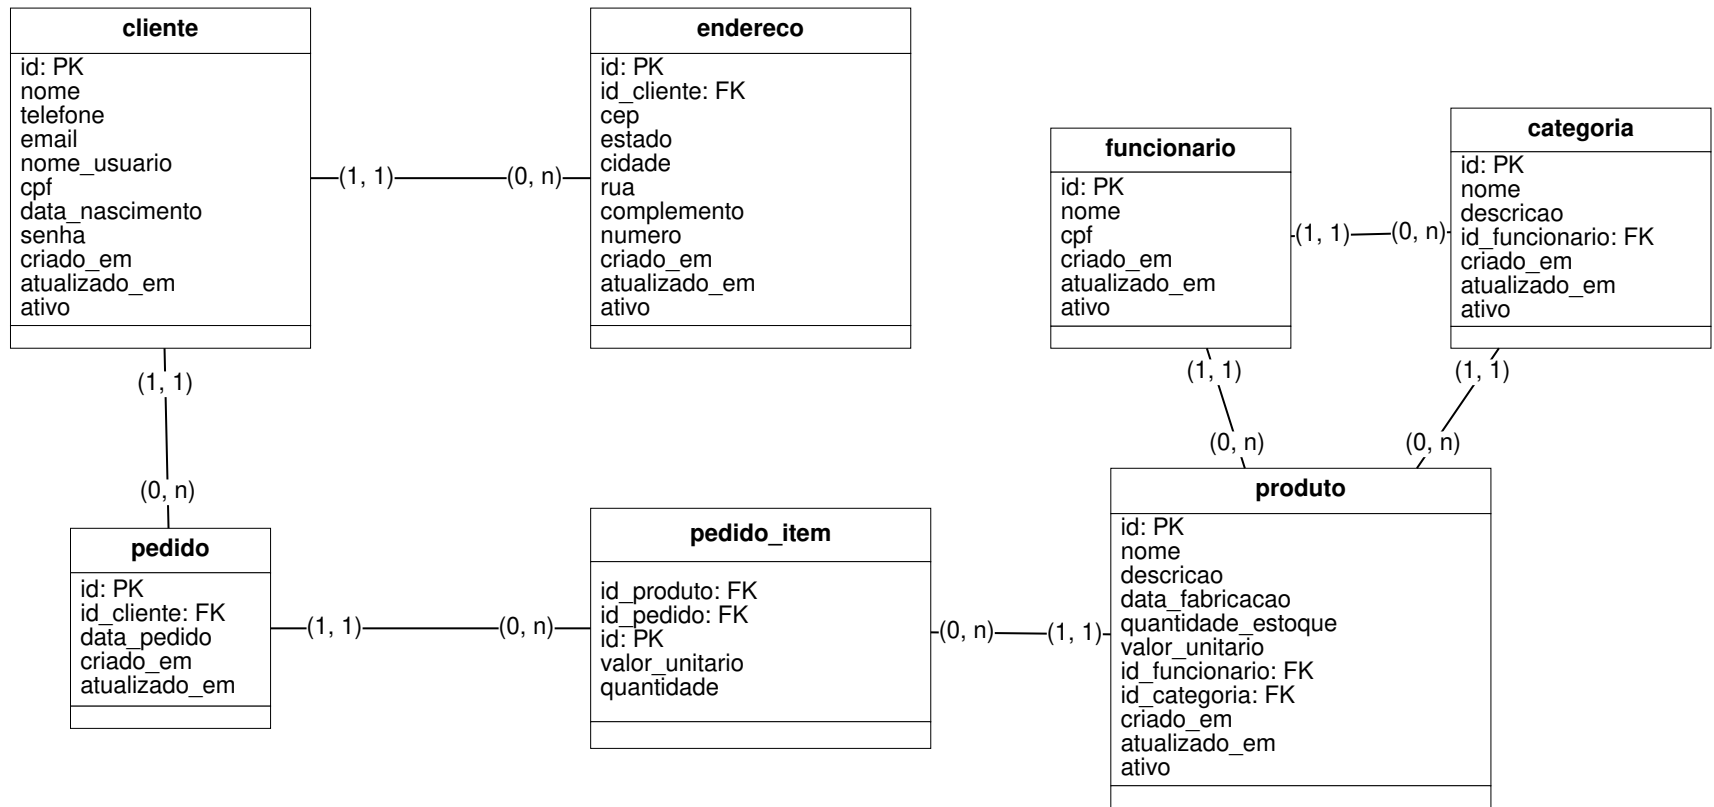 cliente
id: PK
nome
telefone
email
nome_usuario
cpf
data_nascimento
senha
criado_em
atualizado_em
ativo
(1, 1)
(0, n)
endereco
id: PK
id_cliente: FK
cep
estado
cidade
rua
complemento
numero
criado_em
atualizado_em
ativo
funcionario
id: PK
nome
cpf
criado_em
atualizado_em
ativo
(1, 1)
(0, n)
categoria
id: PK
nome
descricao
id_funcionario: FK
criado_em
atualizado_em
ativo
(1, 1)
(0, n)
(1, 1)
(0, n)
(1, 1)
(0, n)
pedido
id: PK
id_cliente: FK
data_pedido
criado_em
atualizado_em
(1, 1)
(0, n)
pedido_item
id_produto: FK
id_pedido: FK
id: PK
valor_unitario
quantidade
(0, n)
(1, 1)
produto
id: PK
nome
descricao
data_fabricacao
quantidade_estoque
valor_unitario
id_funcionario: FK
id_categoria: FK
criado_em
atualizado_em
ativo